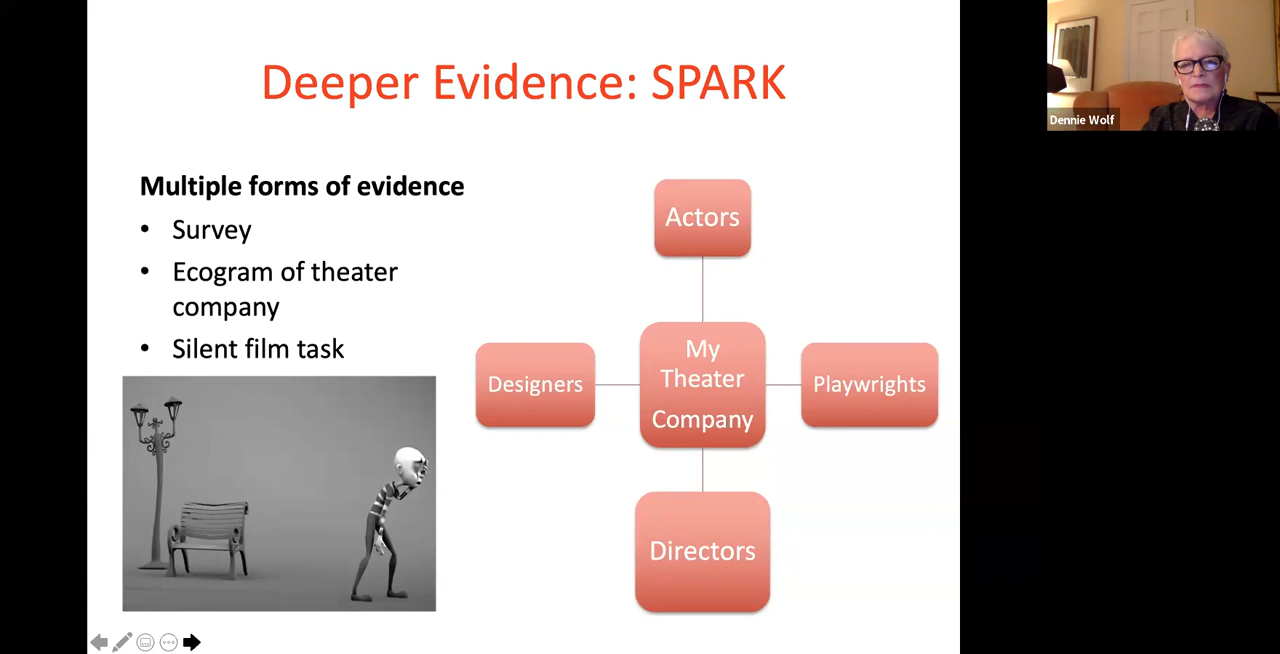 Deeper Evidence: SPARK
Multiple forms of evidence
• Survey
• Ecogram of theater
company
• Silent film task
Actors
Designers
My
Theater
Company
Playwrights
Directors
Dennie Wolf